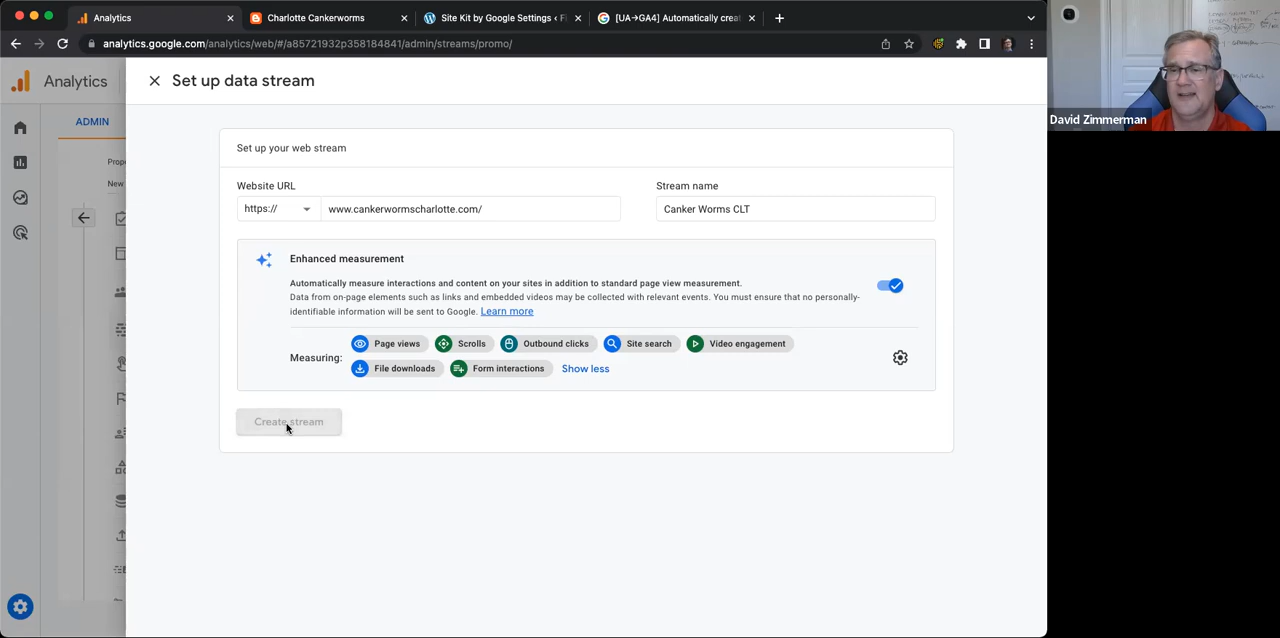 Analytics
Charlotte Cankerworms
Site Kit by Google Settings ‹ F
[UA→GA4] Automatically crea
analytics.google.com/analytics/web/#/a85721932p358184841/admin/streams/promo/
Analytics
Set up data stream
David Zimmerman
ADMIN
Set up your web stream
Prope
New
Website URL
Stream name
https://
www.cankerwormscharlotte.com/
Canker Worms CLT
Enhanced measurement
Automatically measure interactions and content on your sites in addition to standard page view measurement.
Data from on-page elements such as links and embedded videos may be collected with relevant events. You must ensure that no personally-
identifiable information will be sent to Google. Learn more
Measuring:
Page views
Scrolls
Outbound clicks
Site search
Video engagement
File downloads
Form interactions
Show less
Create stream